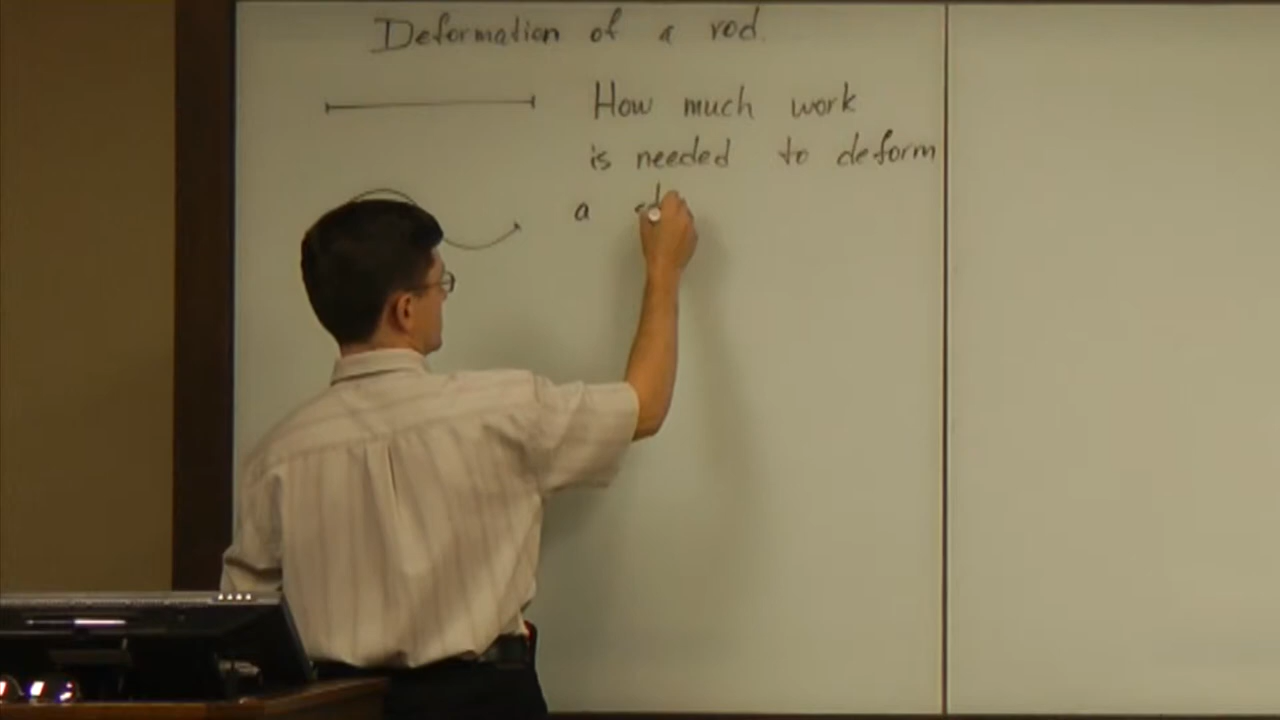 Deformation of a rod.
How much work
is needed to deform
a